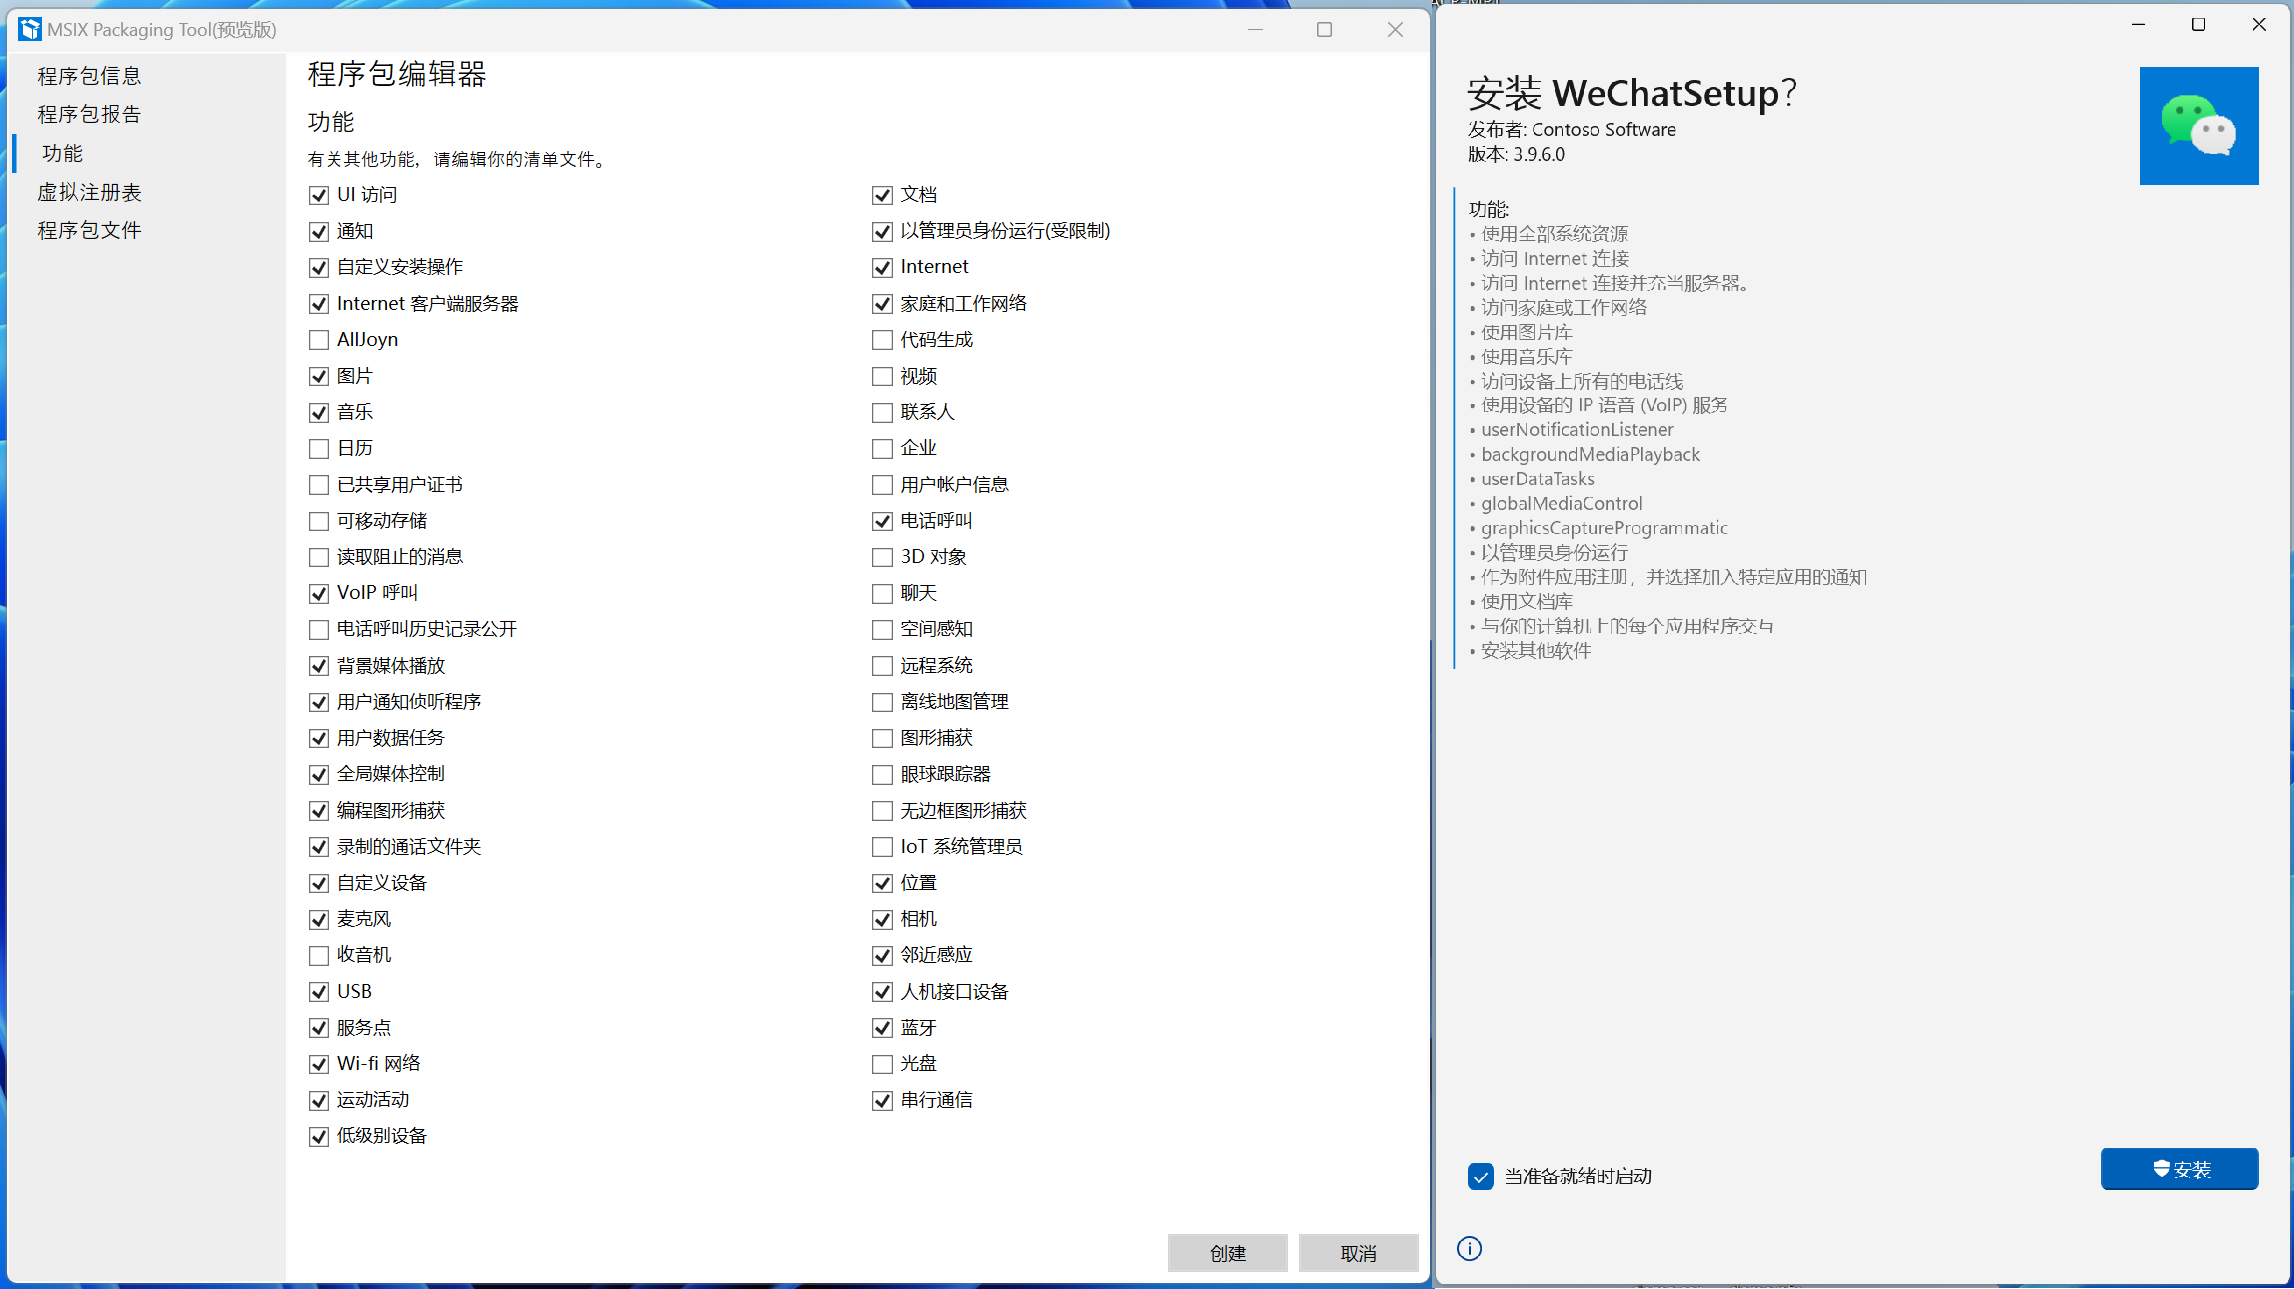 MSIX Packaging Tool(预览版)
程序包信息
程序包报告
功能
虚拟注册表
程序包文件
程序包编辑器
功能
有关其他功能，请编辑你的清单文件。
UI 访问
文档
通知
以管理员身份运行(受限制)
自定义安装操作
Internet
Internet 客户端服务器
家庭和工作网络
AllJoyn
代码生成
图片
视频
音乐
联系人
日历
企业
已共享用户证书
用户帐户信息
可移动存储
电话呼叫
读取阻止的消息
3D 对象
VoIP 呼叫
聊天
电话呼叫历史记录公开
空间感知
背景媒体播放
远程系统
用户通知侦听程序
离线地图管理
用户数据任务
图形捕获
全局媒体控制
眼球跟踪器
编程图形捕获
无边框图形捕获
录制的通话文件夹
IoT 系统管理员
自定义设备
位置
麦克风
相机
收音机
邻近感应
USB
人机接口设备
服务点
蓝牙
Wi-fi 网络
光盘
运动活动
串行通信
低级别设备
创建
取消
安装 WeChatSetup?
发布者: Contoso Software
版本: 3.9.6.0
功能:
• 使用全部系统资源
• 访问 Internet 连接
• 访问 Internet 连接并充当服务器。
• 访问家庭或工作网络
• 使用图片库
• 使用音乐库
• 访问设备上所有的电话线
• 使用设备的 IP 语音 (VoIP) 服务
• userNotificationListener
• backgroundMediaPlayback
• userDataTasks
• globalMediaControl
• graphicsCaptureProgrammatic
• 以管理员身份运行
• 作为附件应用注册，并选择加入特定应用的通知
• 使用文档库
• 与你的计算机上的每个应用程序交互
• 安装其他软件
当准备就绪时启动
安装